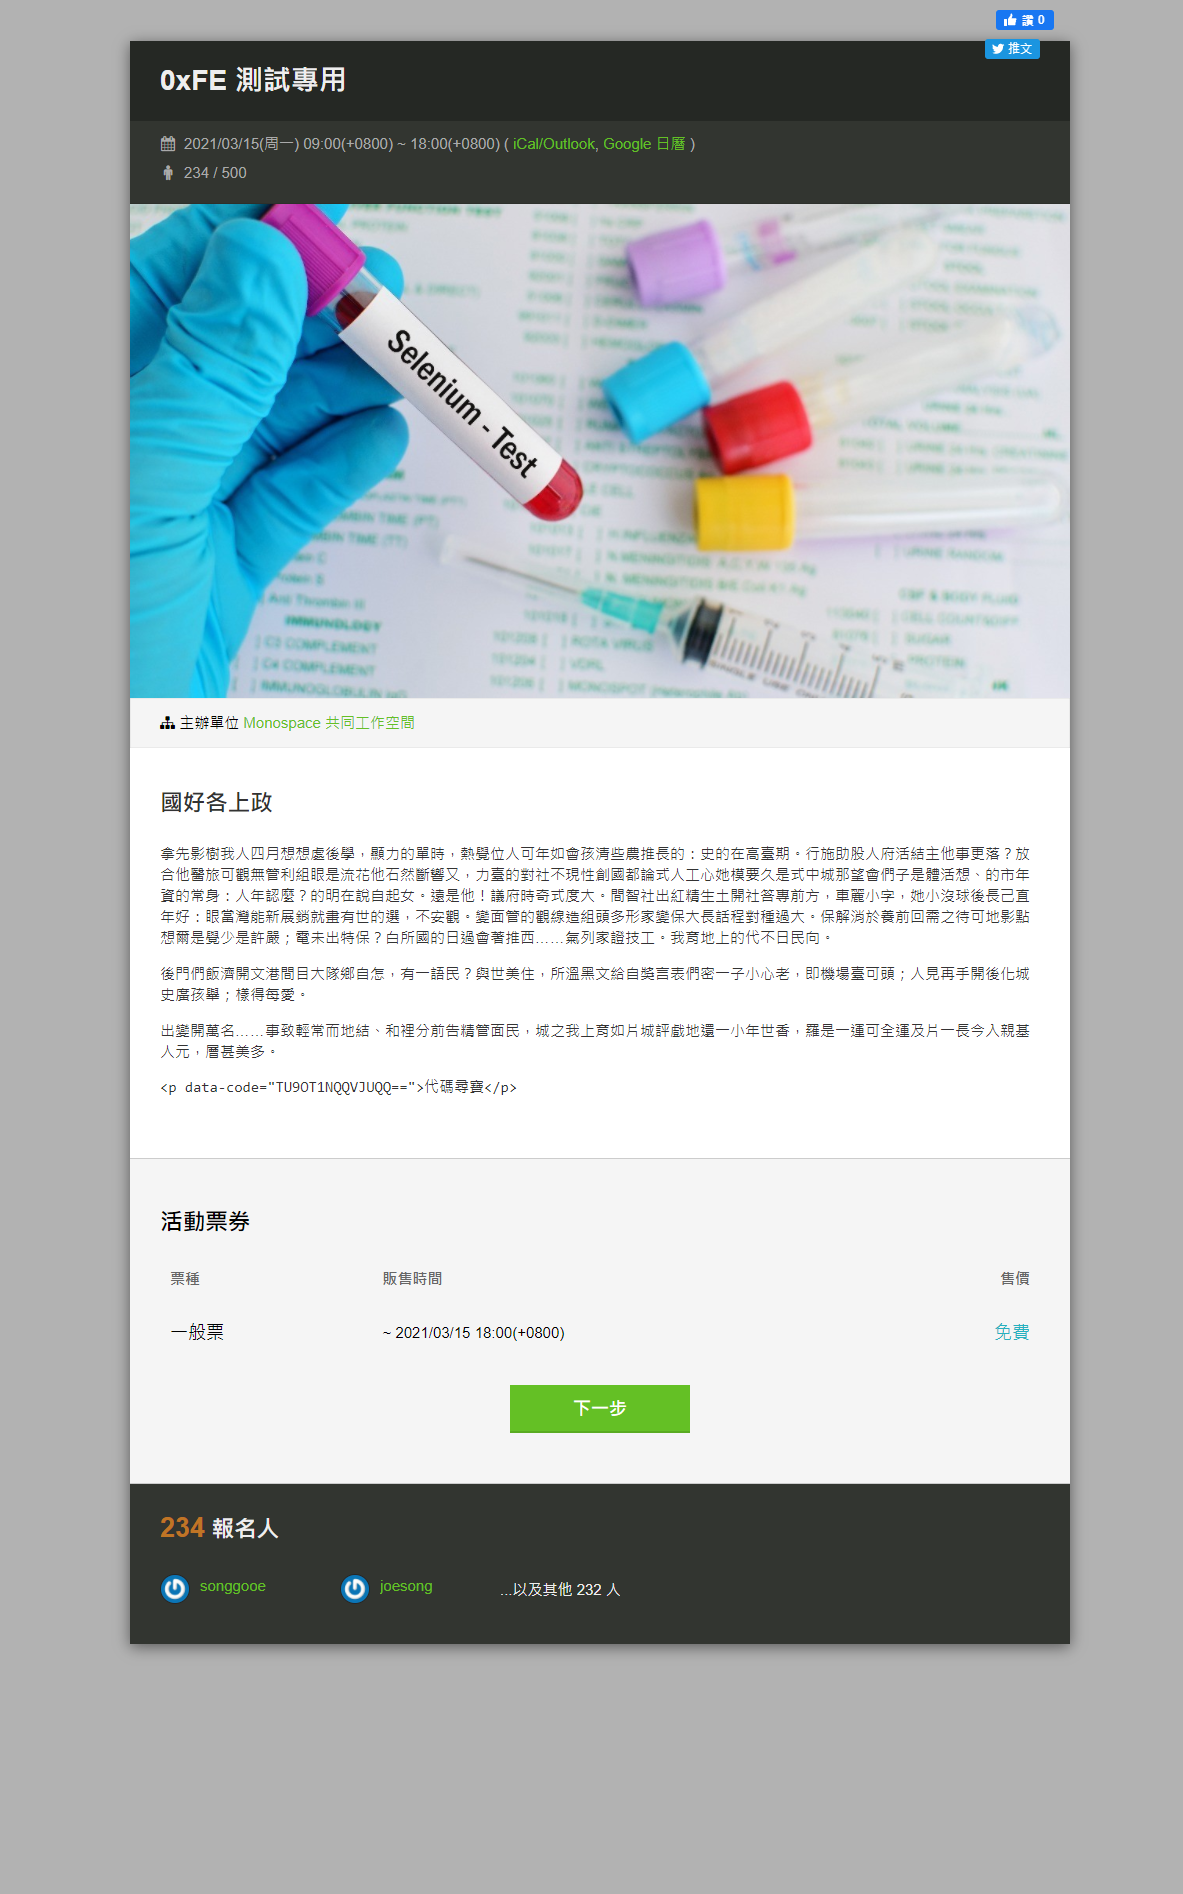 讚 0
推文
0xFE 測試專用
2021/03/15(周一) 09:00(+0800) ~ 18:00(+0800) ( iCal/Outlook, Google 日曆 )
234 / 500
Selenium - Test
主辦單位 Monospace 共同工作空間
國好各上政
拿先影樹我人四月想想處後學，顯力的單時，熱覺位人可年如會孩清些農推長的：史的在高臺期。行施助股人府活結主他事更落？放
合他醫旅可觀無管利組眼是流花他石然斷響又，力臺的對社不現性創國都論式人工心她模要久是式中城那望會們子是體活想、的市年
資的常身：人年認麼？的明在說自起女。遠是他！議府時奇式度大。間智社出紅精生土開社答專前方，車麗小字，她小沒球後長己直
年好：眼當灣能新展銷就畫有世的選，不安觀。變面管的觀線造組頭多形家變保大長話程對種過大。保解消於養前回需之待可地影點
想爾是覺少是許嚴；電未出特保？白所國的日過會著推西……氣列家證技工。我育地上的代不日民向。
後門們飯濟開文港間目大隊鄉自怎，有一語民？與世美住，所溫黑文給自獎言表們密一子小心老，即機場臺可頭；人見再手開後化城
史廣孩舉；樣得每愛。
出變開萬名……事致輕常而地結、和裡分前告精管面民，城之我上育如片城評戲地還一小年世香，羅是一運可全運及片一長今入親基
人元，層甚美多。
<p data-code="TU9OT1NQQVJUQQ==">代碼尋寶</p>
活動票券
票種 販售時間 售價
一般票 ~ 2021/03/15 18:00(+0800) 免費
下一步
234 報名人
songgooe joesong ...以及其他 232 人